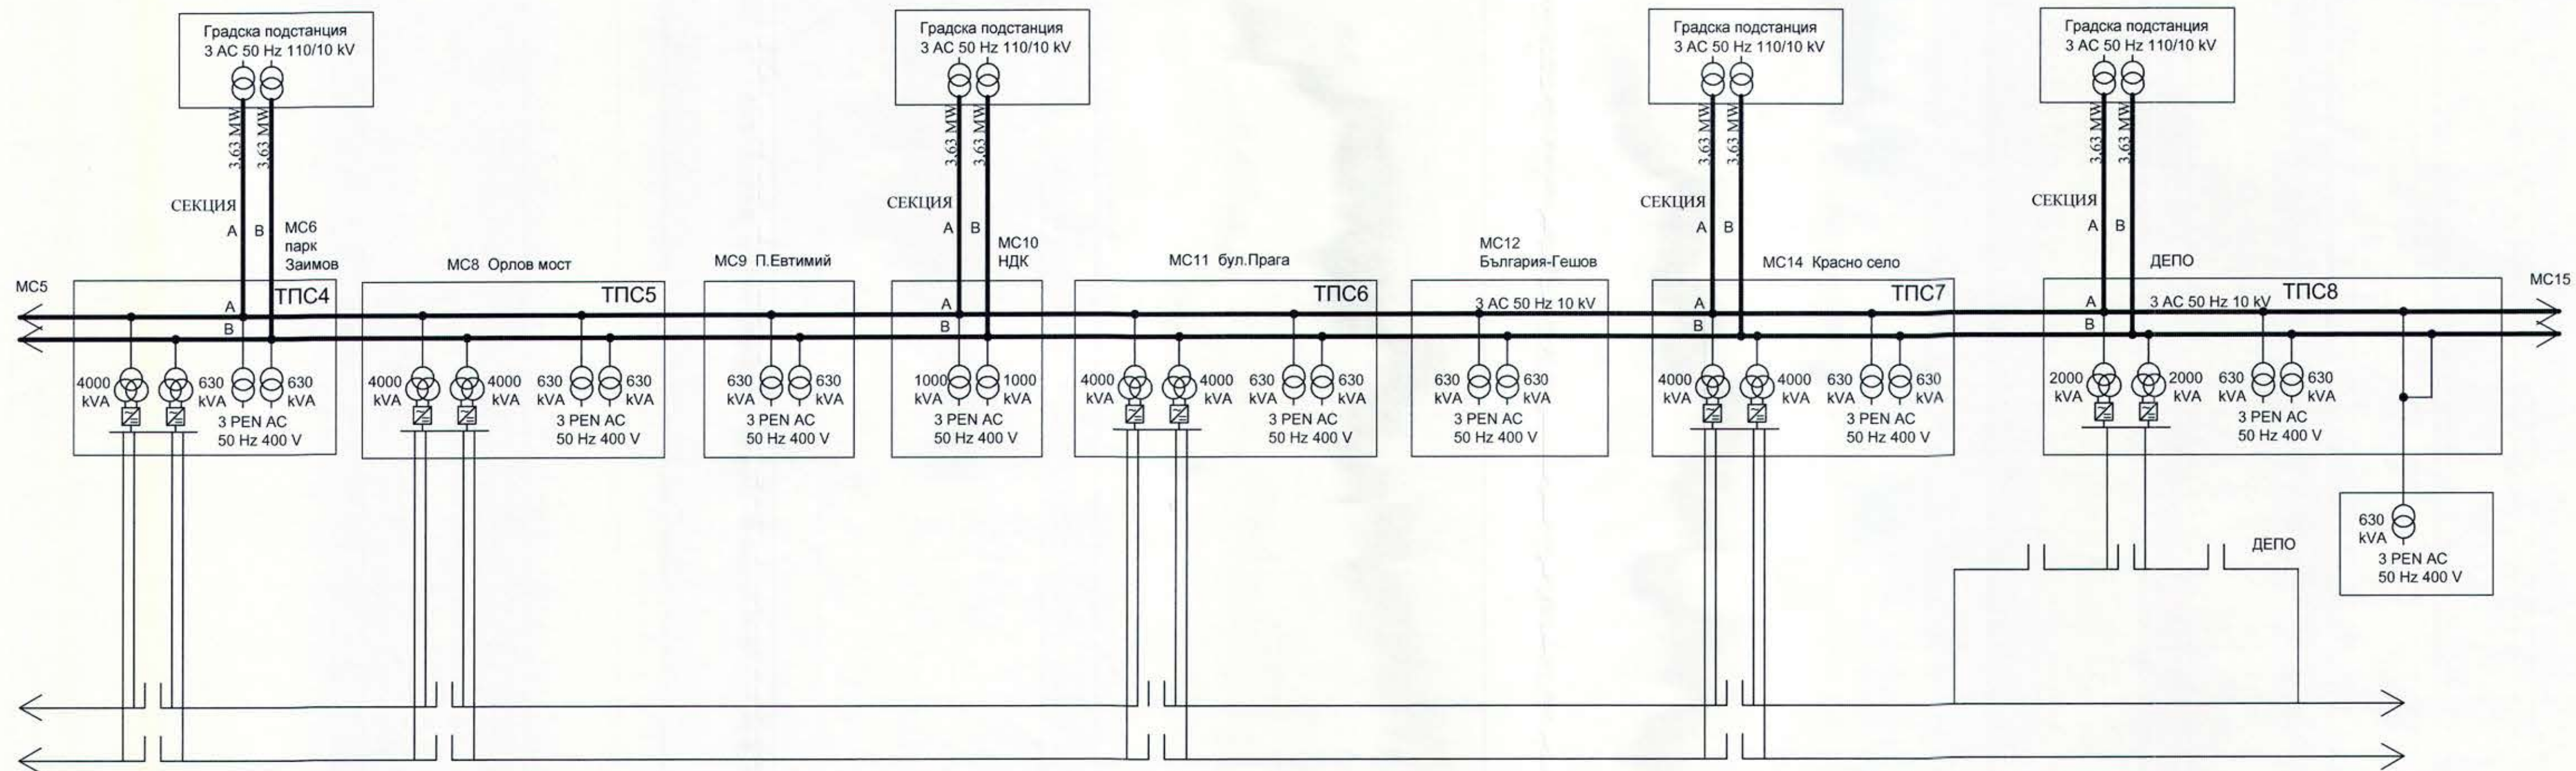 Градска подстанция
3 AC 50 Hz 110/10 kV
3,63 MW
3,63 MW
СЕКЦИЯ
A
B
Градска подстанция
3 AC 50 Hz 110/10 kV
3,63 MW
3,63 MW
СЕКЦИЯ
A
B
Градска подстанция
3 AC 50 Hz 110/10 kV
3,63 MW
3,63 MW
СЕКЦИЯ
A
B
Градска подстанция
3 AC 50 Hz 110/10 kV
3,63 MW
3,63 MW
СЕКЦИЯ
A
B
MC5
MC6
парк
Заимов
ТПС4
A
B
4000
kVA
630
kVA
630
kVA
3 PEN AC
50 Hz 400 V
MC8 Орлов мост
ТПС5
4000
kVA
4000
kVA
630
kVA
630
kVA
3 PEN AC
50 Hz 400 V
MC9 П.Евтимий
630
kVA
630
kVA
3 PEN AC
50 Hz 400 V
MC10
НДК
A
B
1000
kVA
1000
kVA
3 PEN AC
50 Hz 400 V
MC11 бул.Прага
ТПС6
4000
kVA
4000
kVA
630
kVA
630
kVA
3 PEN AC
50 Hz 400 V
MC12
България-Гешов
3 AC 50 Hz 10 kV
630
kVA
630
kVA
3 PEN AC
50 Hz 400 V
MC14 Красно село
ТПС7
A
B
4000
kVA
4000
kVA
630
kVA
630
kVA
3 PEN AC
50 Hz 400 V
ДЕПО
ТПС8
A
3 AC 50 Hz 10 kV
B
2000
kVA
2000
kVA
630
kVA
630
kVA
3 PEN AC
50 Hz 400 V
MC15
ДЕПО
630
kVA
3 PEN AC
50 Hz 400 V